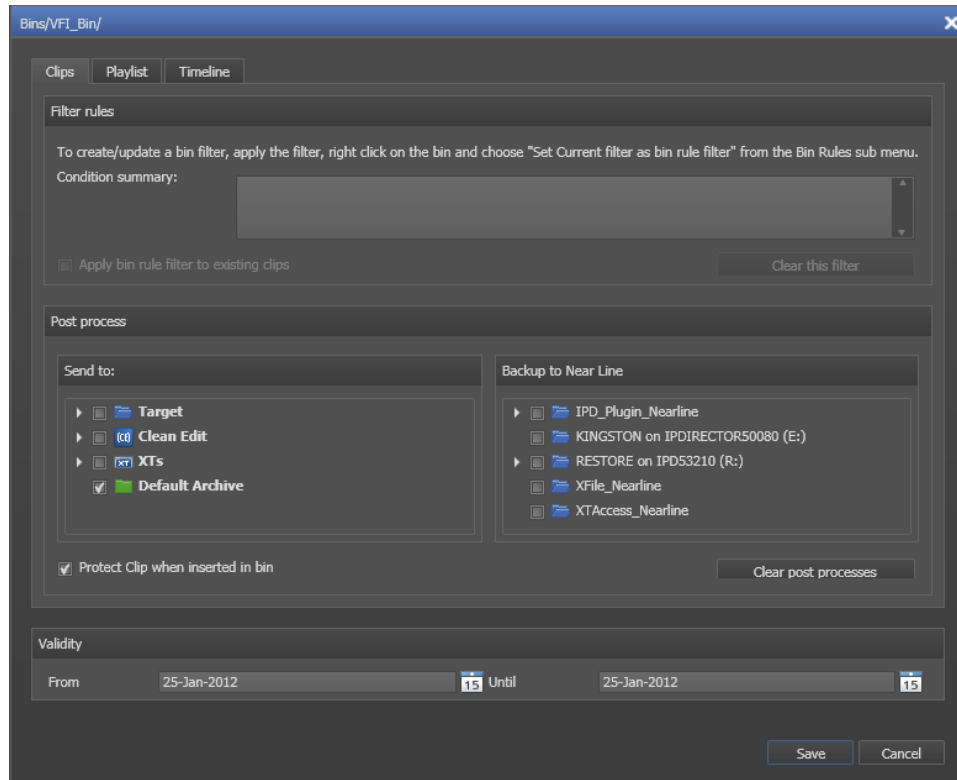 Bins/VFI_Bin/
Clips Playlist Timeline
Filter rules
To create/update a bin filter, apply the filter, right click on the bin and choose "Set Current filter as bin rule filter" from the Bin Rules sub menu.
Condition summary:
Apply bin rule filter to existing clips
Clear this filter
Post process
Send to:
Target
Clean Edit
XTs
Default Archive
Backup to Near Line
IPD_Plugin_Nearline
KINGSTON on IPDIRECTOR50080 (E:)
RESTORE on IPD53210 (R:)
XFile_Nearline
XTAccess_Nearline
Protect Clip when inserted in bin
Clear post processes
Validity
From 25-Jan-2012 15 Until 25-Jan-2012 15
Save Cancel